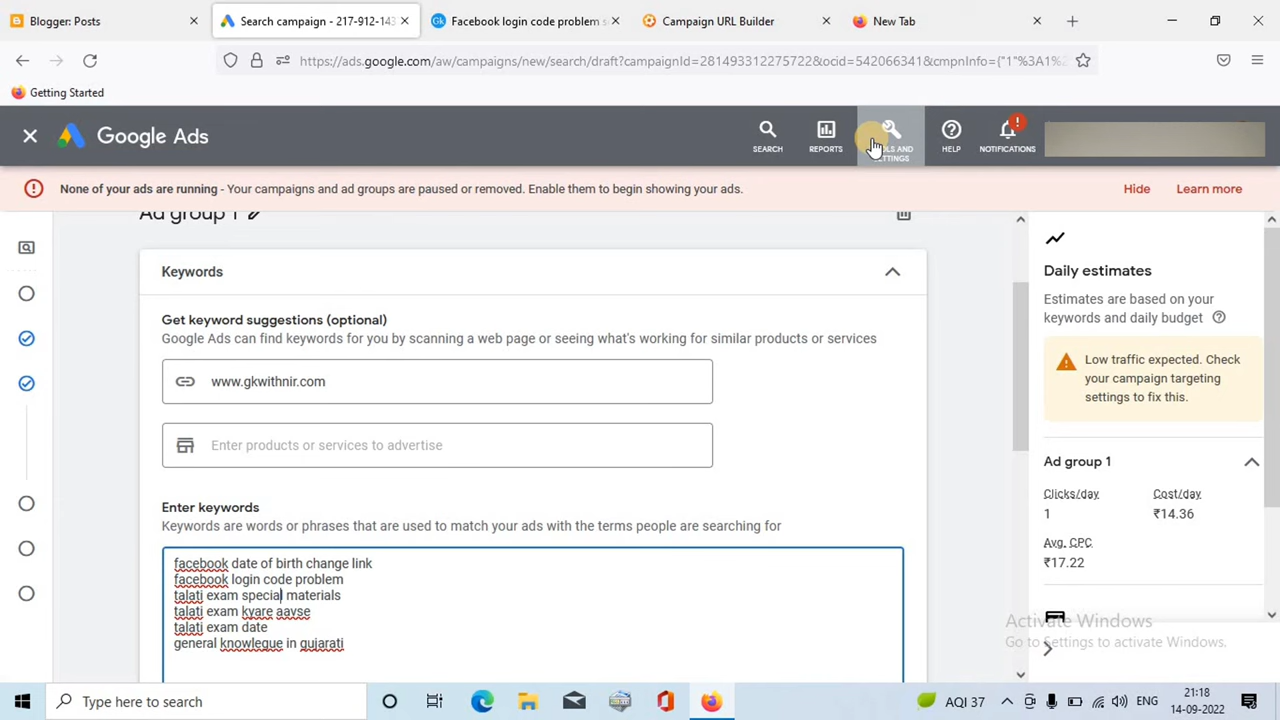 Blogger: Posts
Search campaign - 217-912-143
Facebook login code problem s
Campaign URL Builder
New Tab
https://ads.google.com/aw/campaigns/new/search/draft?campaignId=281493312275722&ocid=542066341&cmpnInfo={"1"%3A1%2
Getting Started
Google Ads
SEARCH
REPORTS
OLS AND
SETTINGS
HELP
NOTIFICATIONS
None of your ads are running - Your campaigns and ad groups are paused or removed. Enable them to begin showing your ads.
Hide
Learn more
Ad group 1
Keywords
Get keyword suggestions (optional)
Google Ads can find keywords for you by scanning a web page or seeing what's working for similar products or services
www.gkwithnir.com
Enter products or services to advertise
Enter keywords
Keywords are words or phrases that are used to match your ads with the terms people are searching for
facebook date of birth change link
facebook login code problem
talati exam special materials
talati exam kyare aavse
talati exam date
general knowlegue in gujarati
Daily estimates
Estimates are based on your
keywords and daily budget
Low traffic expected. Check
your campaign targeting
settings to fix this.
Ad group 1
Clicks/day
Cost/day
1
₹14.36
Avg. CPC
₹17.22
Activate Windows
Go to Settings to activate Windows.
Type here to search
AQI 37
ENG
21:18
14-09-2022